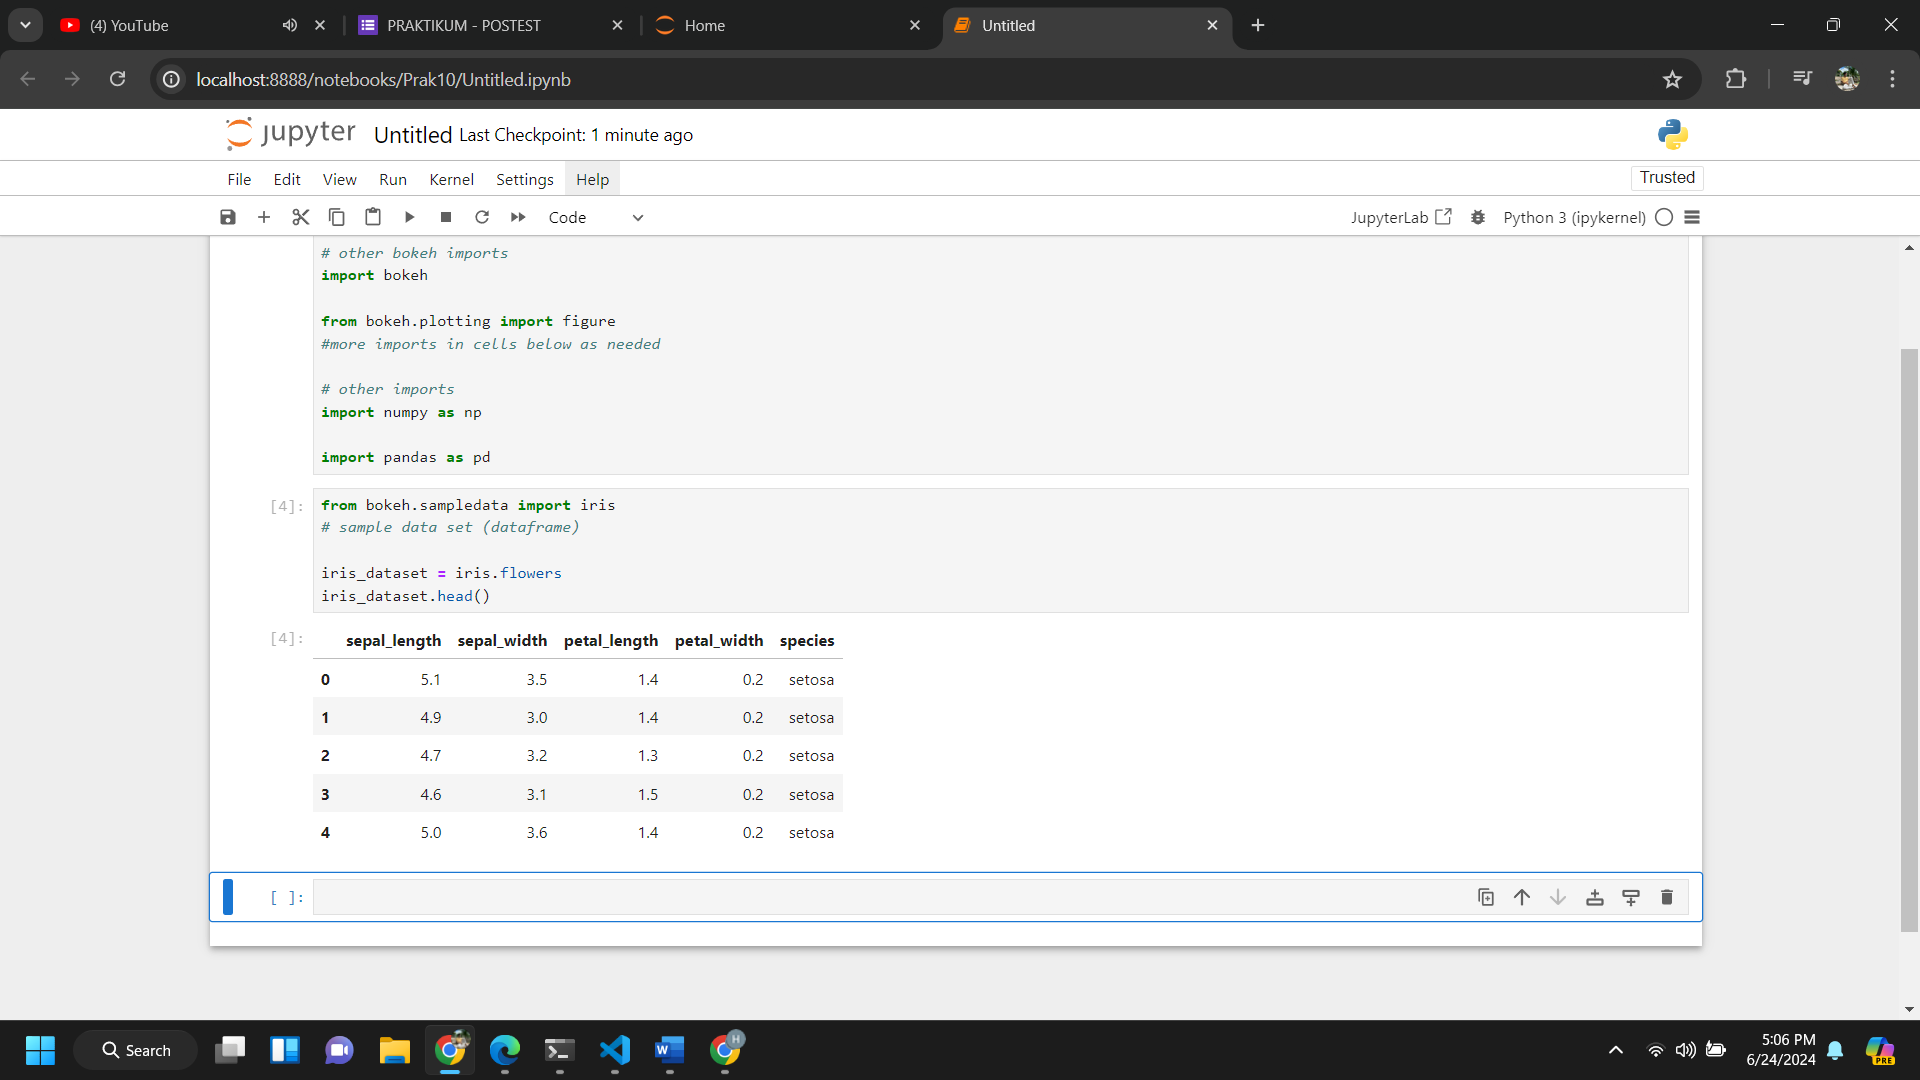 (4) YouTube
PRAKTIKUM - POSTEST
Home
Untitled
localhost:8888/notebooks/Prak10/Untitled.ipynb
jupyter Untitled Last Checkpoint: 1 minute ago
File Edit View Run Kernel Settings Help
Trusted
Code
JupyterLab
Python 3 (ipykernel)
# other bokeh imports
import bokeh
from bokeh.plotting import figure
#more imports in cells below as needed
# other imports
import numpy as np
import pandas as pd
[4]: from bokeh.sampledata import iris
# sample data set (dataframe)
iris_dataset = iris.flowers
iris_dataset.head()
[4]: sepal_length sepal_width petal_length petal_width species
0 5.1 3.5 1.4 0.2 setosa
1 4.9 3.0 1.4 0.2 setosa
2 4.7 3.2 1.3 0.2 setosa
3 4.6 3.1 1.5 0.2 setosa
4 5.0 3.6 1.4 0.2 setosa
[ ]:
Search
H
5:06 PM
6/24/2024
PRE